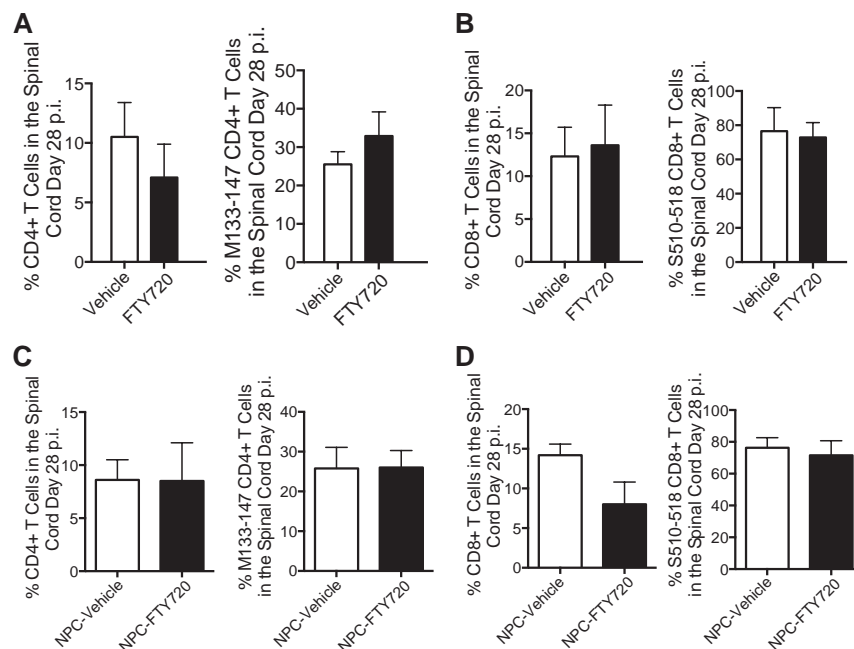 A
% CD4+ T Cells in the Spinal
Cord Day 28 p.i.
15
10
5
0
Vehicle
FTY720
% M133-147 CD4+ T Cells
in the Spinal Cord Day 28 p.i.
50
40
30
20
10
0
Vehicle
FTY720
B
% CD8+ T Cells in the Spinal
Cord Day 28 p.i.
20
15
10
5
0
Vehicle
FTY720
% S510-518 CD8+ T Cells
in the Spinal Cord Day 28 p.i.
100
80
60
40
20
0
Vehicle
FTY720
C
% CD4+ T Cells in the Spinal
Cord Day 28 p.i.
15
10
5
0
NPC-Vehicle
NPC-FTY720
% M133-147 CD4+ T Cells
in the Spinal Cord Day 28 p.i.
40
30
20
10
0
NPC-Vehicle
NPC-FTY720
D
% CD8+ T Cells in the Spinal
Cord Day 28 p.i.
20
15
10
5
0
NPC-Vehicle
NPC-FTY720
% S510-518 CD8+ T Cells
in the Spinal Cord Day 28 p.i.
100
80
60
40
20
0
NPC-Vehicle
NPC-FTY720